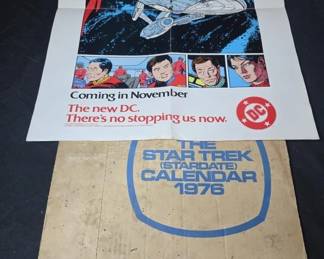 Coming in November
The new DC.
There's no stopping us now.
DC
THE
STAR TREK
(STARDATE)
CALENDAR
1976